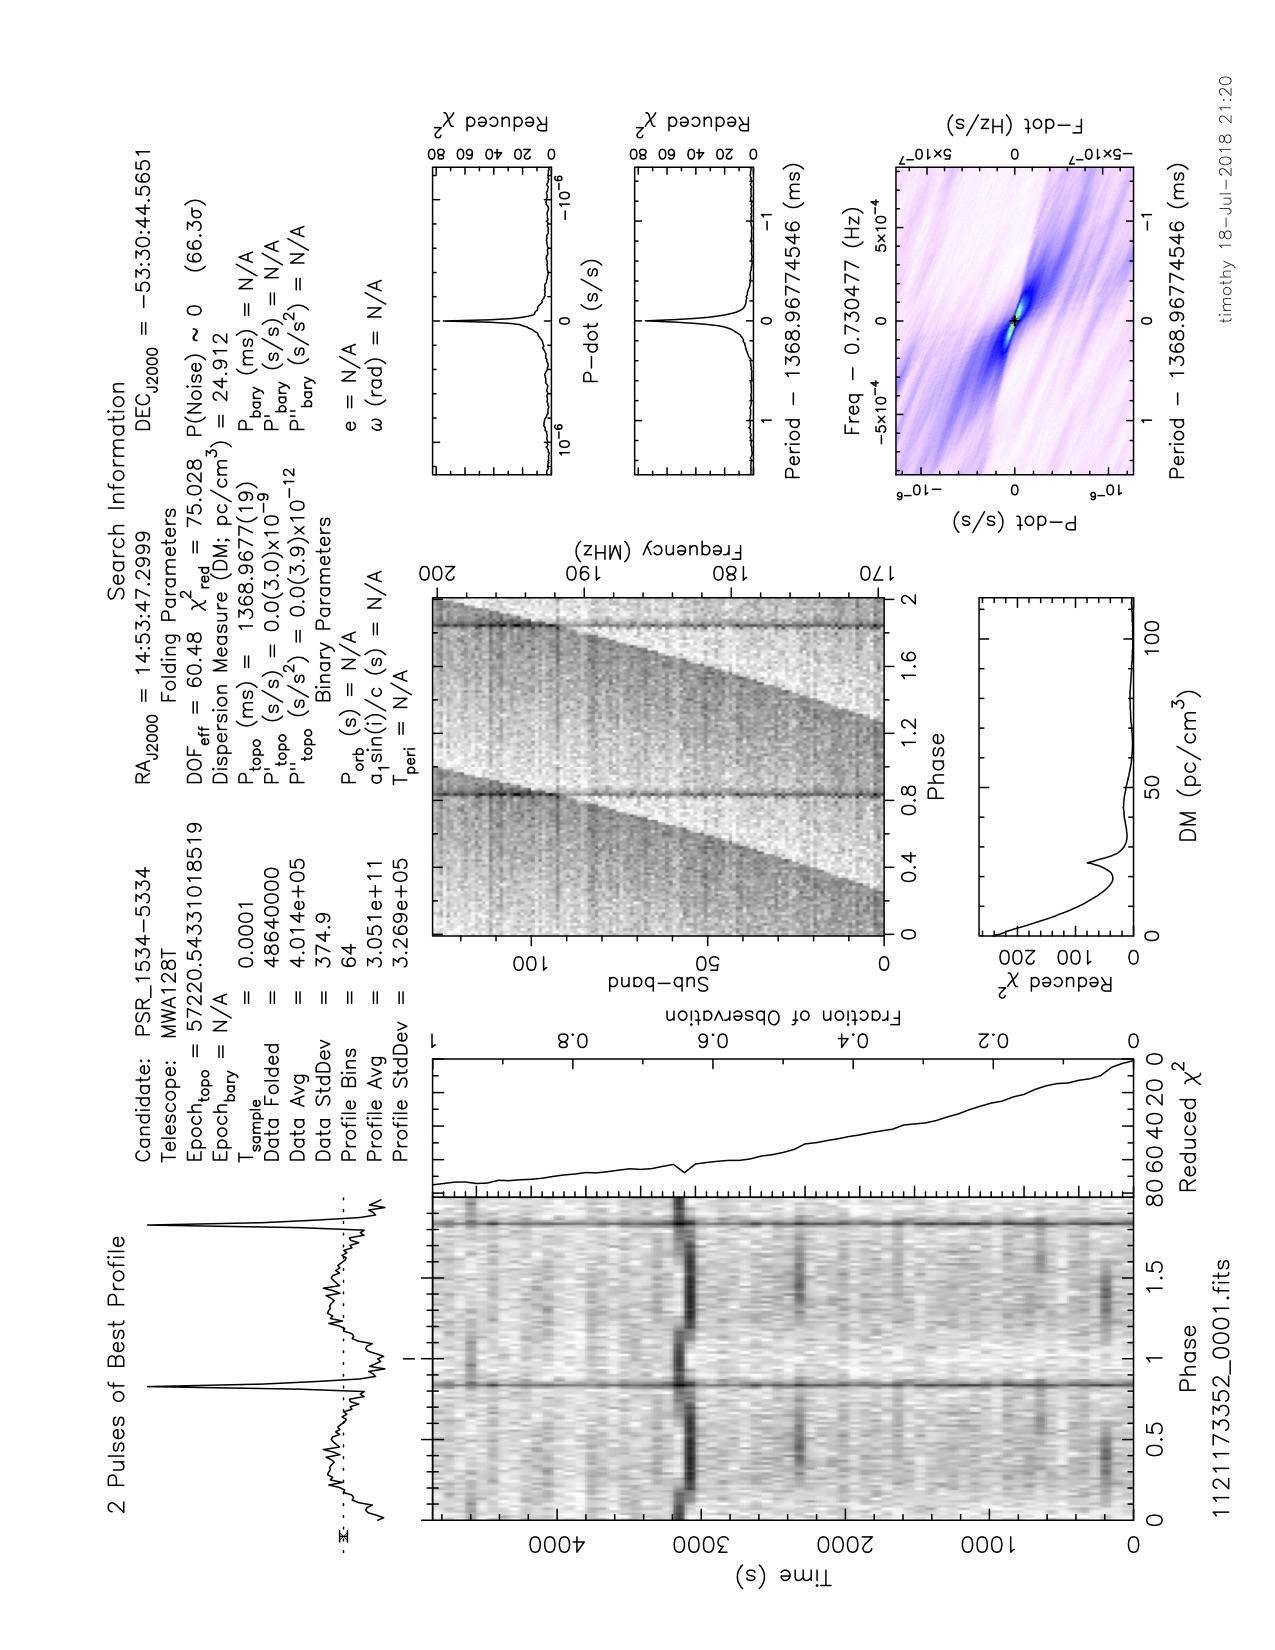 2 Pulses of Best Profile
Search Information
Candidate: PSR_1534−5334
Telescope: MWA128T
Epoch_topo = 57220.54331018519
Epoch_bary = N/A
T_sample = 0.0001
Data Folded = 48640000
Data Avg = 4.014e+05
Data StdDev = 374.9
Profile Bins = 64
Profile Avg = 3.051e+11
Profile StdDev = 3.269e+05
RA_J2000 = 14:53:47.2999 DEC_J2000 = −53:30:44.5651
Folding Parameters
DOF_eff = 60.48 χ²_red = 75.028 P(Noise) ~ 0 (66.3σ)
Dispersion Measure (DM; pc/cm³) = 24.912
P_topo (ms) = 1368.9677(19) P_bary (ms) = N/A
P'_topo (s/s) = 0.0(3.0)x10⁻⁹ P'_bary (s/s) = N/A
P''_topo (s/s²) = 0.0(3.9)x10⁻¹² P''_bary (s/s²) = N/A
Binary Parameters
P_orb (s) = N/A e = N/A
a₁sin(i)/c (s) = N/A ω (rad) = N/A
T_peri = N/A
Time (s)
0 1000 2000 3000 4000
0 0.5 1 1.5
Phase
Fraction of Observation
0 0.2 0.4 0.6 0.8 1
80 60 40 20 0
Reduced χ²
Sub−band
0 50 100
Frequency (MHz)
170 180 190 200
0 0.4 0.8 1.2 1.6 2
Phase
Reduced χ²
0 100 200
0 50 100
DM (pc/cm³)
Reduced χ²
0 20 40 60 80
10⁻⁶ 0 −10⁻⁶
P−dot (s/s)
Reduced χ²
0 20 40 60 80
1 0 −1
Period − 1368.96774546 (ms)
Freq − 0.730477 (Hz)
−5x10⁻⁴ 0 5x10⁻⁴
P−dot (s/s)
−10⁻⁶ 0 10⁻⁶
F−dot (Hz/s)
5x10⁻⁷ 0 −5x10⁻⁷
1 0 −1
Period − 1368.96774546 (ms)
1121173352_0001.fits
timothy 18−Jul−2018 21:20